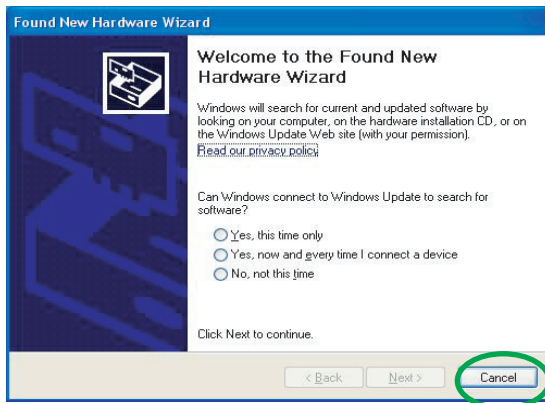 Found New Hardware Wizard
Welcome to the Found New
Hardware Wizard
Windows will search for current and updated software by
looking on your computer, on the hardware installation CD, or on
the Windows Update Web site (with your permission).
Read our privacy policy
Can Windows connect to Windows Update to search for
software?
Yes, this time only
Yes, now and every time I connect a device
No, not this time
Click Next to continue.
< Back
Next >
Cancel